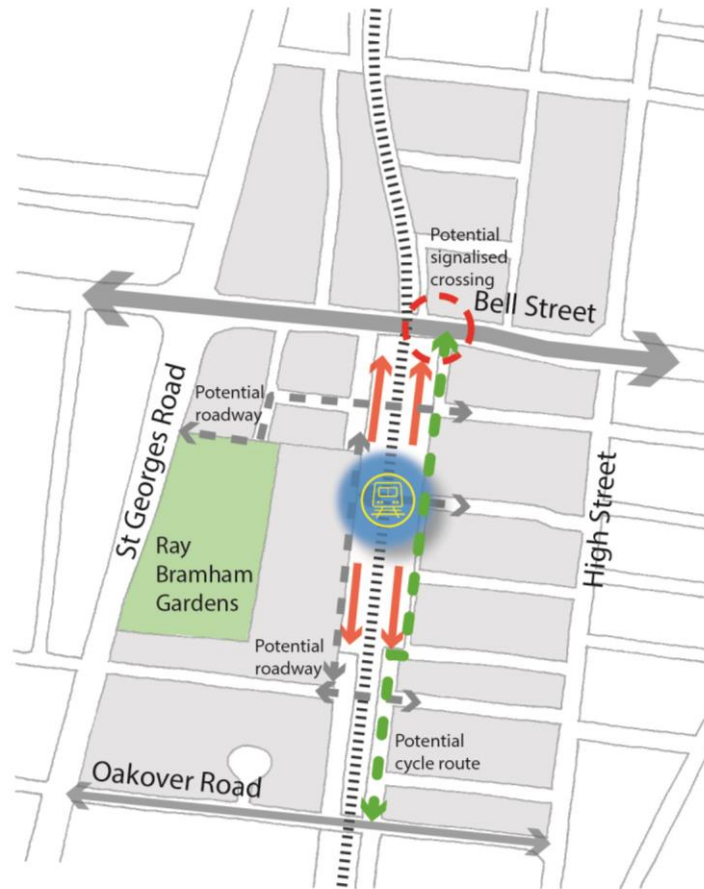 Potential
signalised
crossing
Bell Street
Potential
roadway
St Georges Road
High Street
Ray
Bramham
Gardens
Potential
roadway
Potential
cycle route
Oakover Road